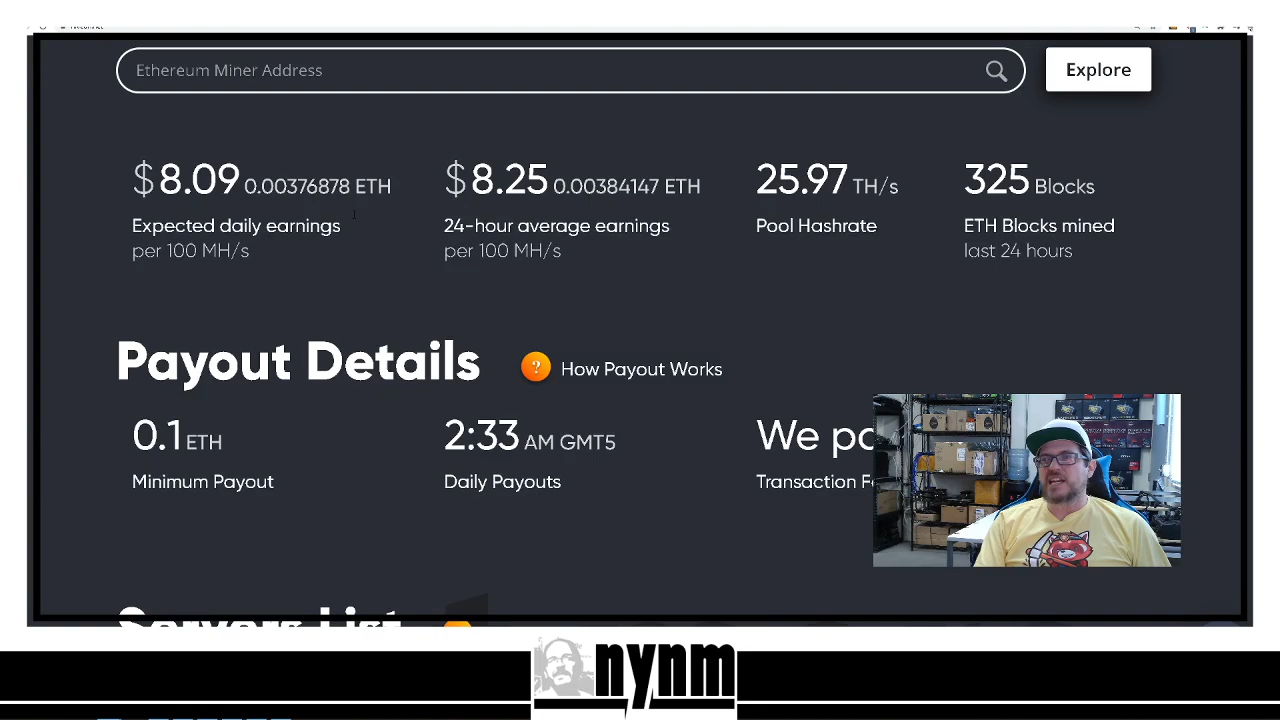 Ethereum Miner Address
Explore
$8.09 0.00376878 ETH
Expected daily earnings
per 100 MH/s
$8.25 0.00384147 ETH
24-hour average earnings
per 100 MH/s
25.97 TH/s
Pool Hashrate
325 Blocks
ETH Blocks mined
last 24 hours
Payout Details
? How Payout Works
0.1 ETH
Minimum Payout
2:33 AM GMT5
Daily Payouts
We
Transaction
Servers List
nynm